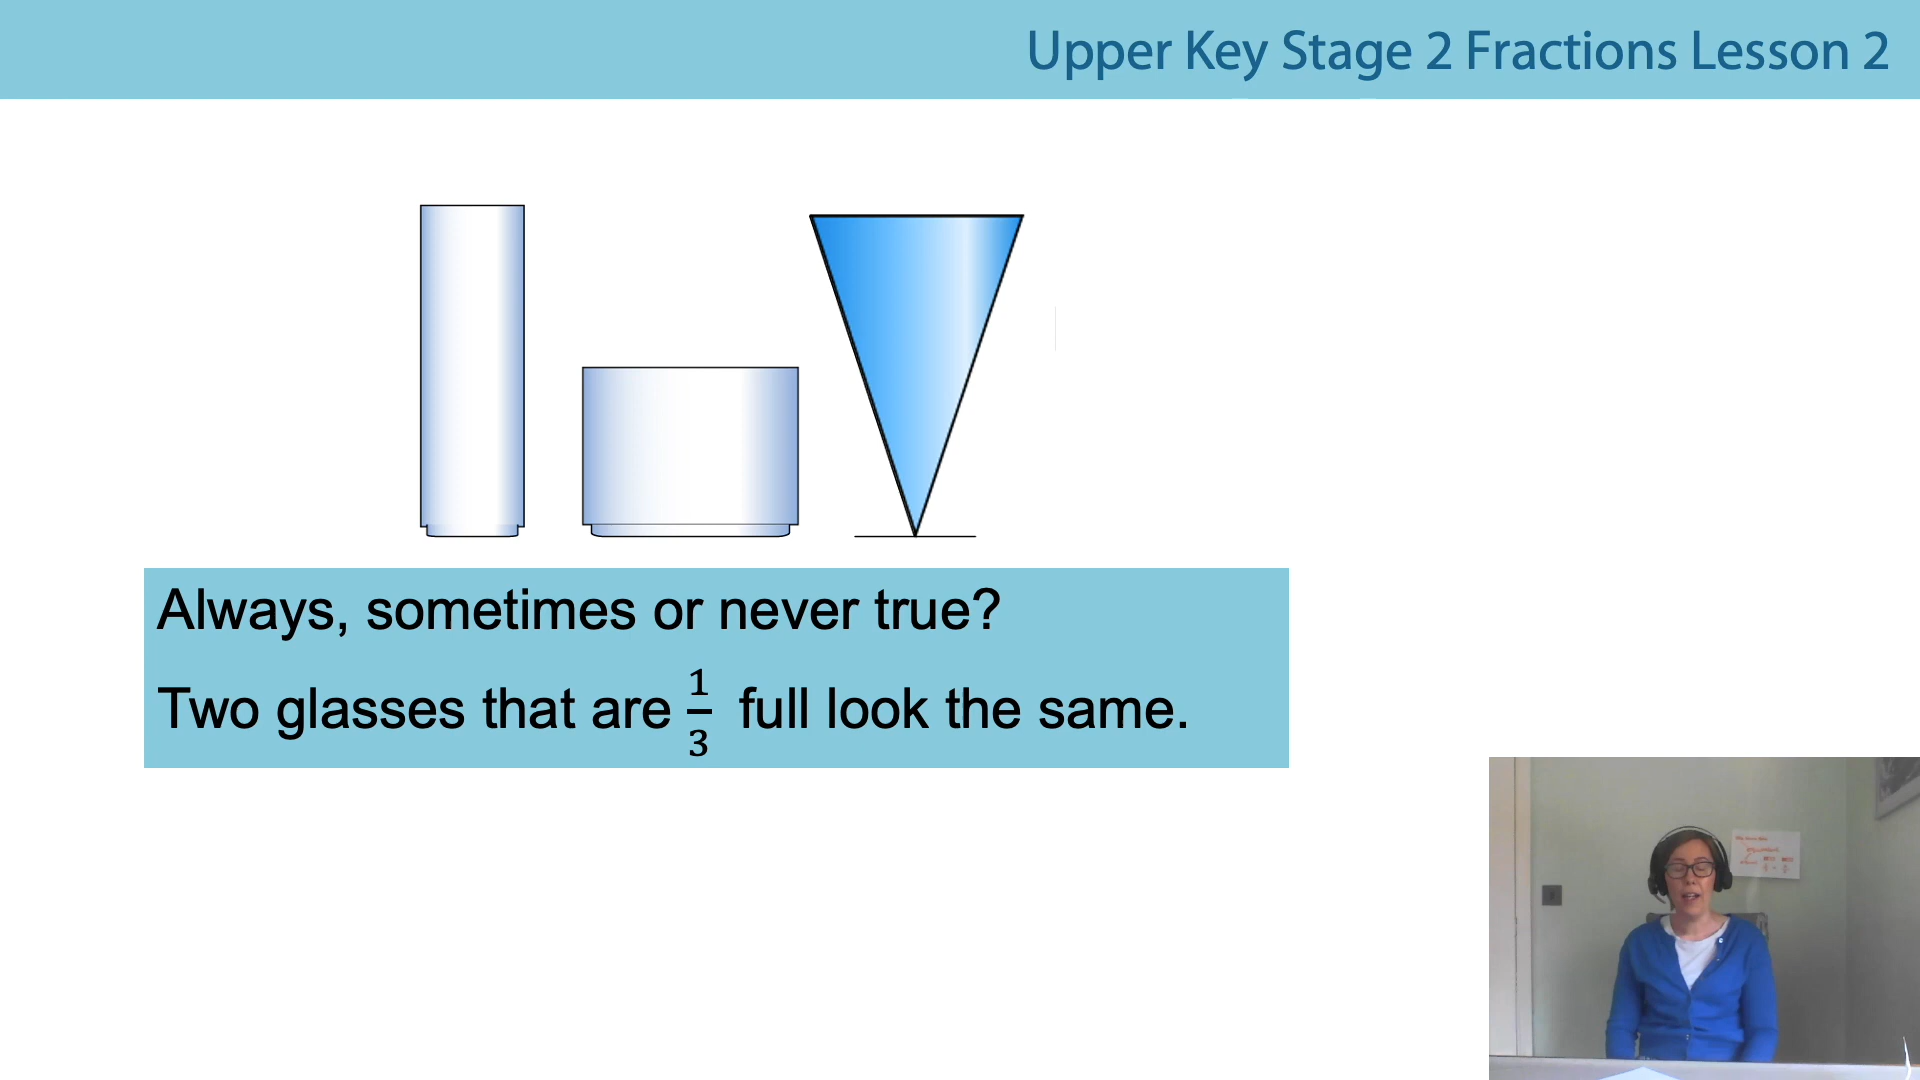 Upper Key Stage 2 Fractions Lesson 2
Always, sometimes or never true?
Two glasses that are 1/3 full look the same.